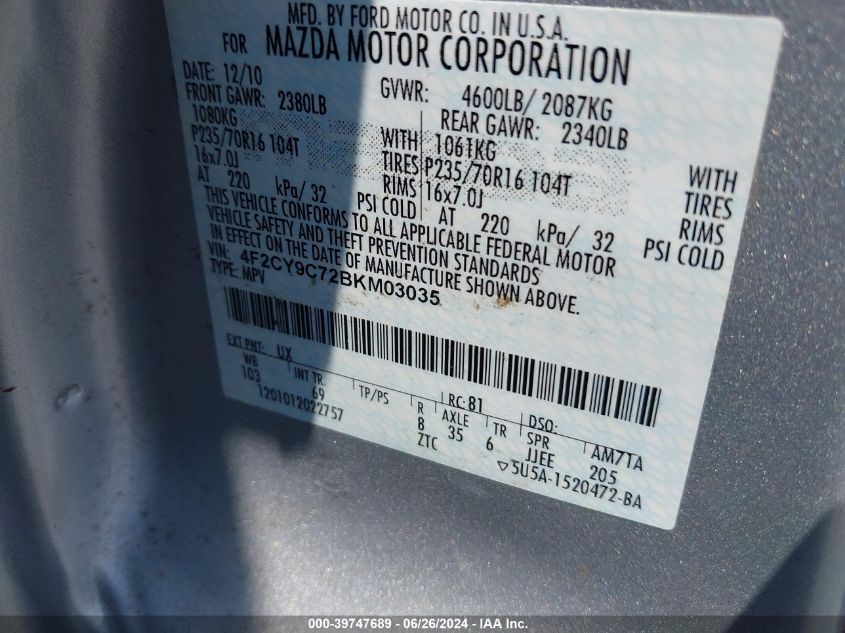 MFD. BY FORD MOTOR CO. IN U.S.A.
FOR MAZDA MOTOR CORPORATION
DATE: 12/10 GVWR: 4600LB/ 2087KG
FRONT GAWR: 2380LB REAR GAWR: 2340LB
1080KG WITH 1061KG WITH
P235/70R16 104T TIRES P235/70R16 104T TIRES
16x7.0J RIMS 16x7.0J RIMS
AT 220 kPa/ 32 PSI COLD AT 220 kPa/ 32 PSI COLD
THIS VEHICLE CONFORMS TO ALL APPLICABLE FEDERAL MOTOR
VEHICLE SAFETY AND THEFT PREVENTION STANDARDS
IN EFFECT ON THE DATE OF MANUFACTURE SHOWN ABOVE.
VIN: 4F2CY9C72BKM03035
TYPE: MPV
EXT PNT: UX RC: 81 DSO:
WB INT TR TP/PS R AXLE TR SPR AM7TA
103 69 B 35 6 JJEE 205
1201012022757 ZTC ▽5U5A-1520472-BA
000-39747689 - 06/26/2024 - IAA Inc.